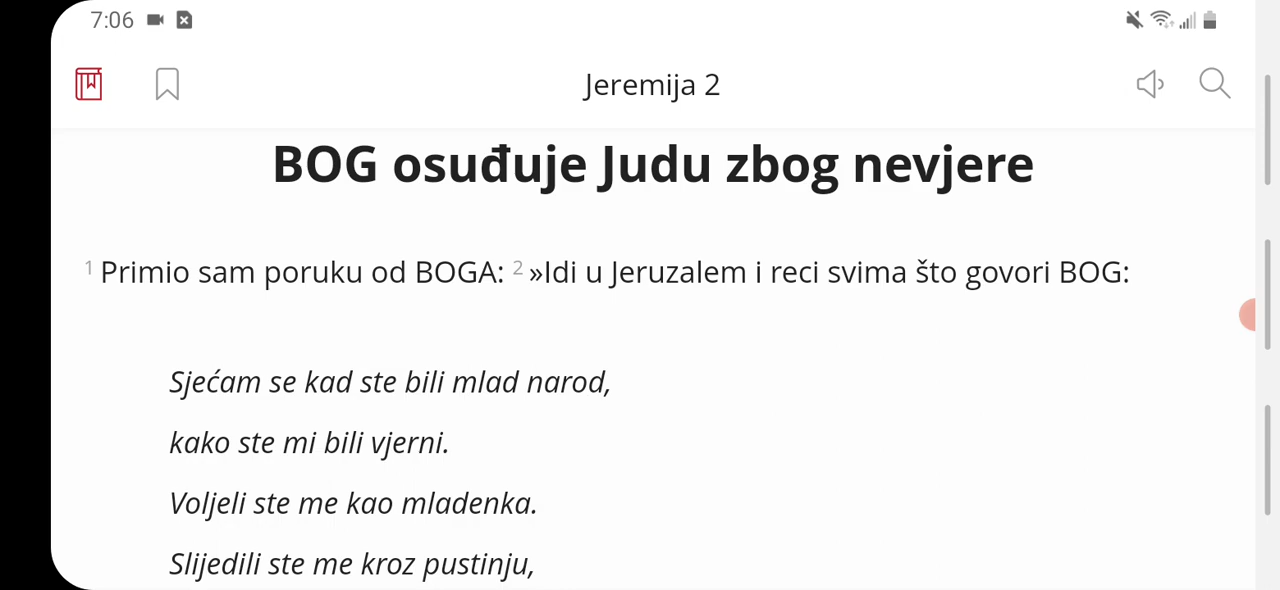 7:06
Jeremija 2
BOG osuđuje Judu zbog nevjere
1 Primio sam poruku od BOGA: 2 »Idi u Jeruzalem i reci svima što govori BOG:
Sjećam se kad ste bili mlad narod,
kako ste mi bili vjerni.
Voljeli ste me kao mladenka.
Slijedili ste me kroz pustinju,